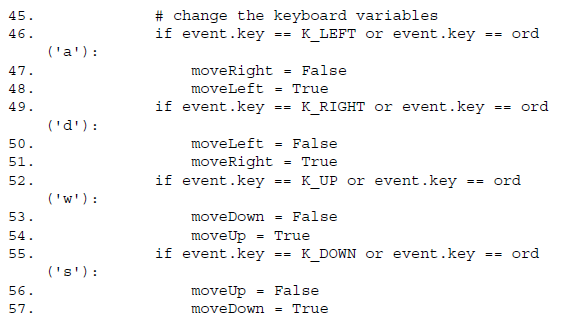 45.             # change the keyboard variables
46.             if event.key == K_LEFT or event.key == ord
    ('a'):
47.                 moveRight = False
48.                 moveLeft = True
49.             if event.key == K_RIGHT or event.key == ord
    ('d'):
50.                 moveLeft = False
51.                 moveRight = True
52.             if event.key == K_UP or event.key == ord
    ('w'):
53.                 moveDown = False
54.                 moveUp = True
55.             if event.key == K_DOWN or event.key == ord
    ('s'):
56.                 moveUp = False
57.                 moveDown = True